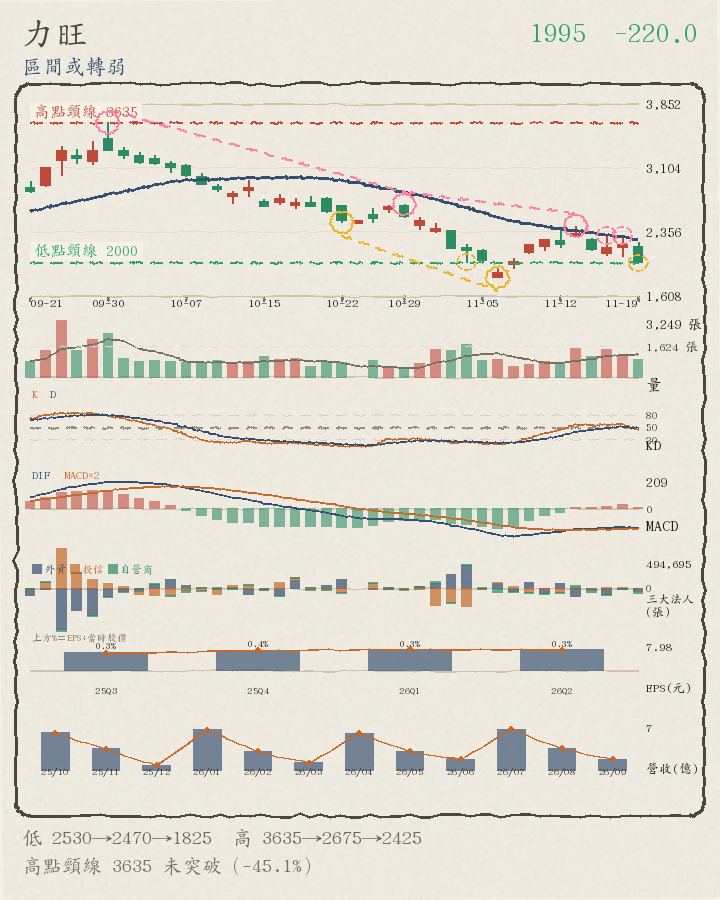 力旺
1995 -220.0
區間或轉弱
高點頸線 3635
3,852
3,104
2,356
1,608
低點頸線 2000
09-21 09-30 10-07 10-15 10-22 10-29 11-05 11-12 11-19
3,249 張
1,624 張
量
K D
80
50
20
KD
DIF MACD×2
209
0
MACD
外資 投信 自營商
494,695
0
三大法人
(張)
上方%=EPS÷當時股價
0.3% 0.4% 0.3% 0.3%
7.98
25Q3 25Q4 26Q1 26Q2
EPS(元)
7
25/10 25/11 25/12 26/01 26/02 26/03 26/04 26/05 26/06 26/07 26/08 26/09
營收(億)
低 2530→2470→1825 高 3635→2675→2425
高點頸線 3635 未突破 (-45.1%)